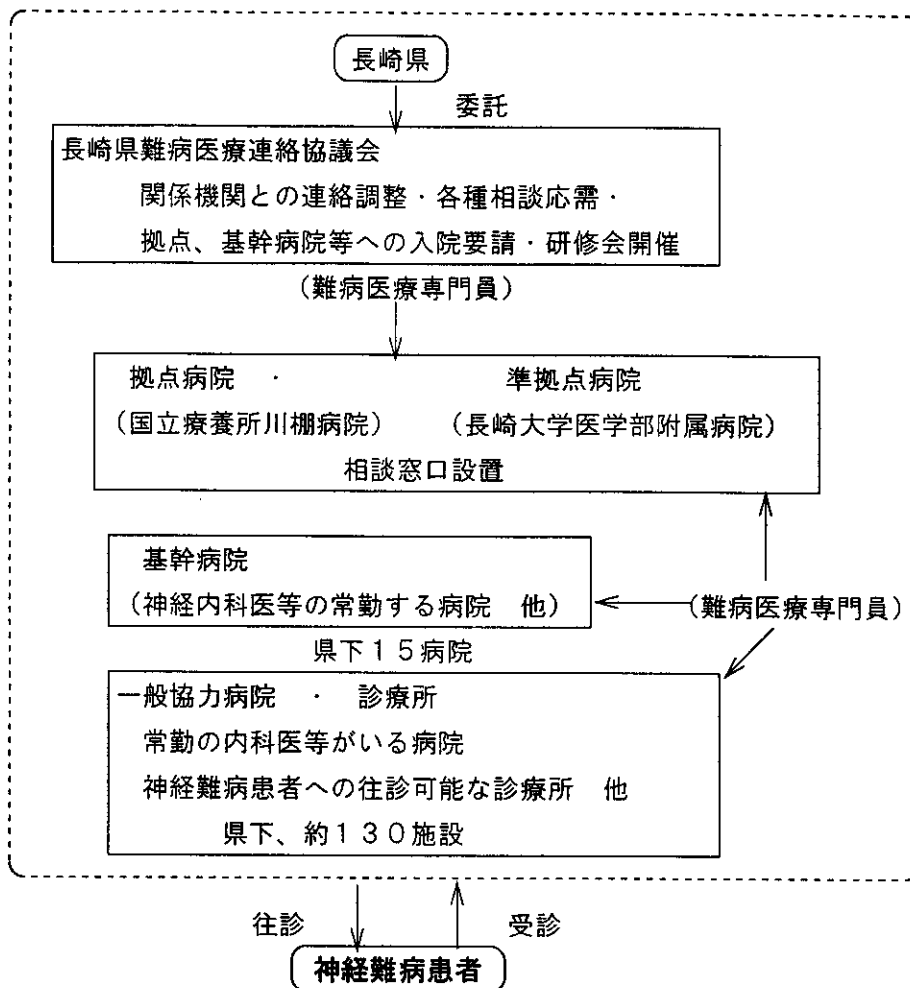 長崎県
委託
長崎県難病医療連絡協議会
関係機関との連絡調整・各種相談応需・
拠点、基幹病院等への入院要請・研修会開催
(難病医療専門員)
拠点病院 ・ 準拠点病院
(国立療養所川棚病院) (長崎大学医学部附属病院)
相談窓口設置
基幹病院
(神経内科医等の常勤する病院 他)
(難病医療専門員)
県下15病院
一般協力病院 ・ 診療所
常勤の内科医等がいる病院
神経難病患者への往診可能な診療所 他
県下、約130施設
往診 受診
神経難病患者